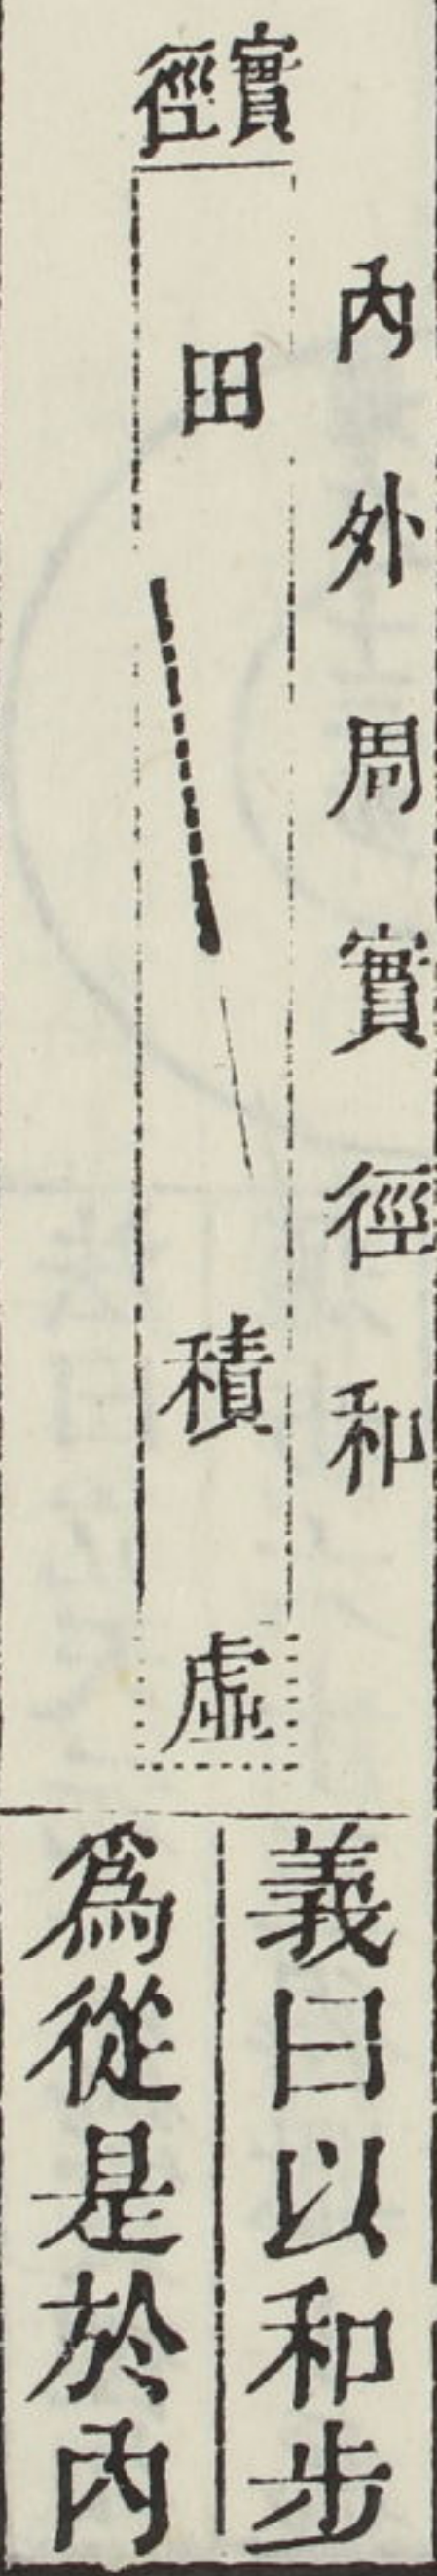 內外周實徑和
實徑
田積
虛
義曰以和步
爲從是於內